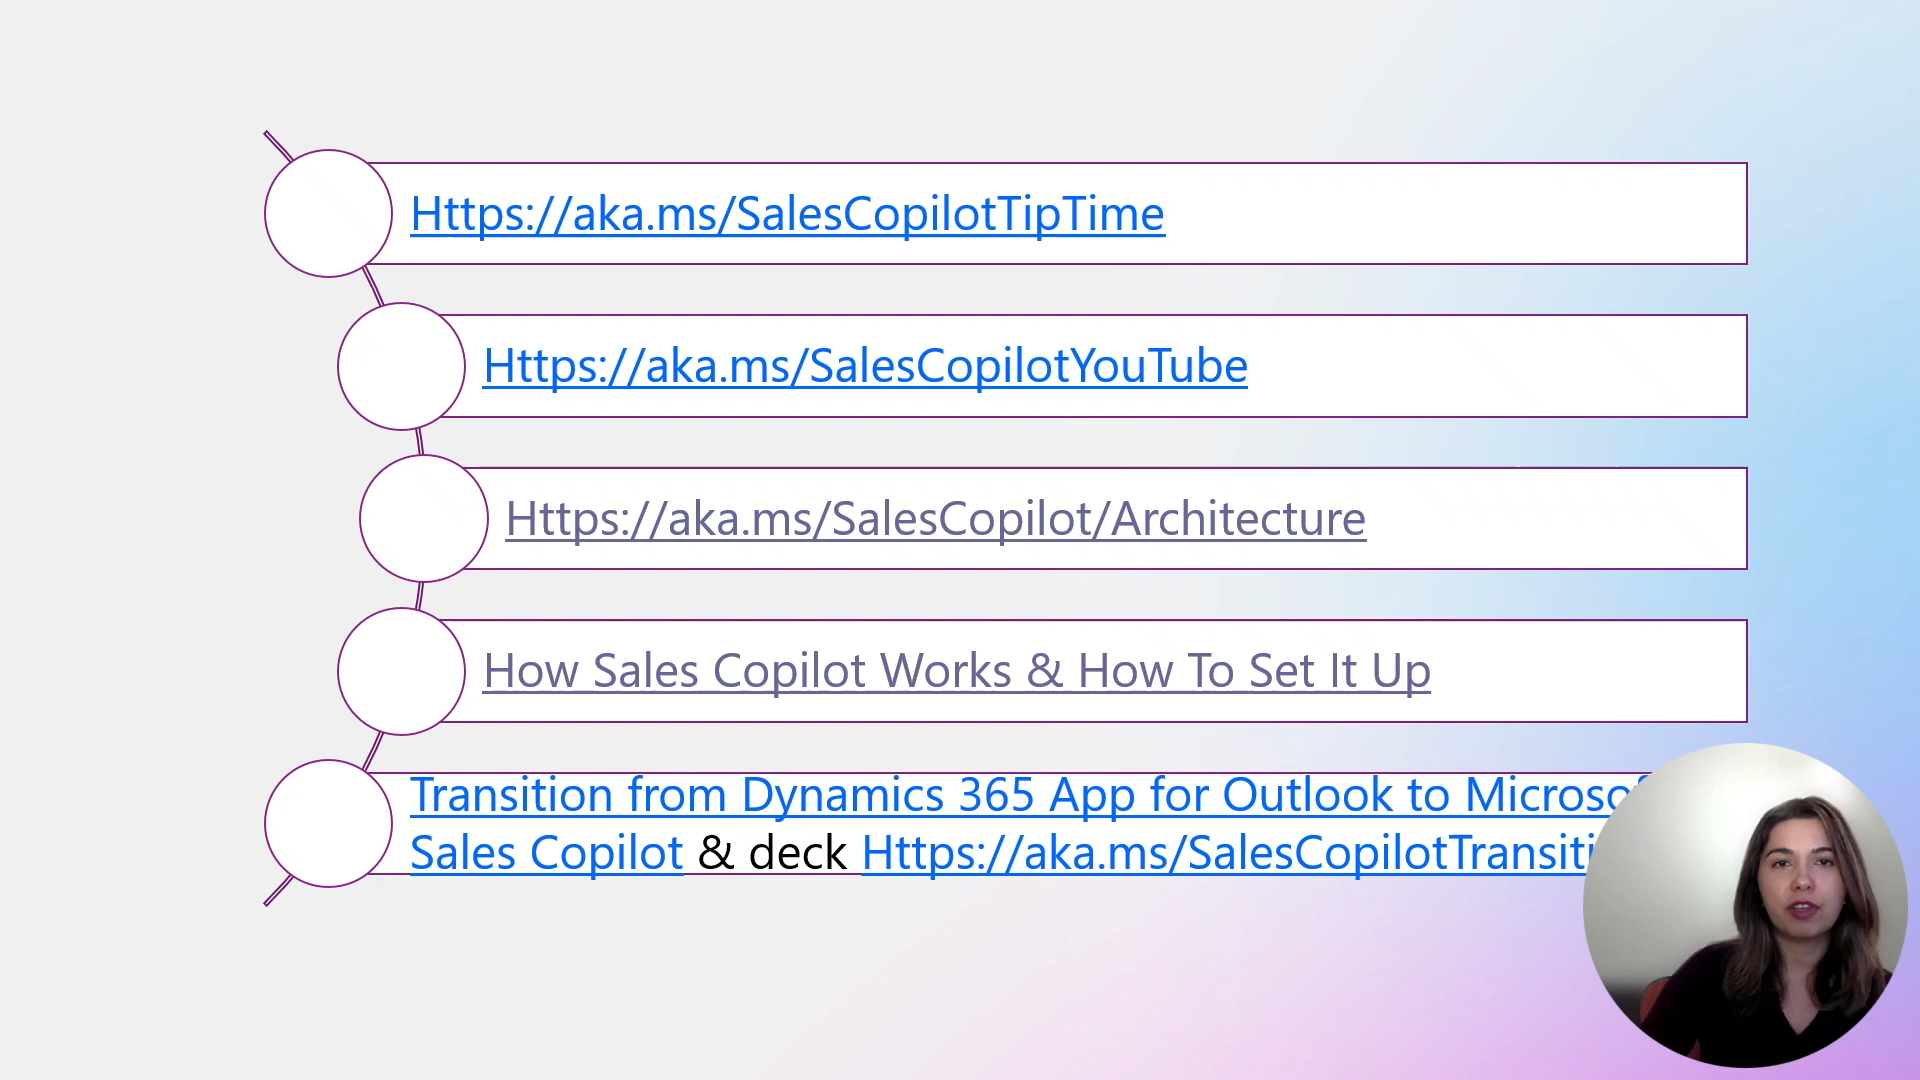 Https://aka.ms/SalesCopilotTipTime
Https://aka.ms/SalesCopilotYouTube
Https://aka.ms/SalesCopilot/Architecture
How Sales Copilot Works & How To Set It Up
Transition from Dynamics 365 App for Outlook to
Sales Copilot & deck